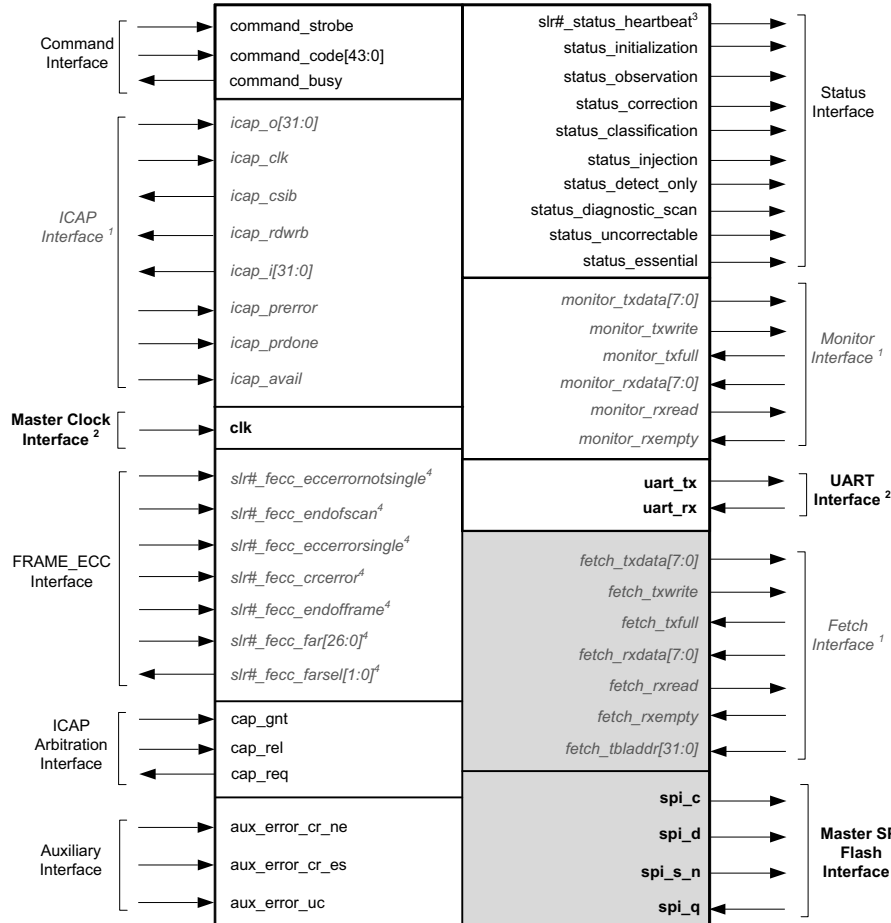 Command
Interface
command_strobe
command_code[43:0]
command_busy
ICAP
Interface 1
icap_o[31:0]
icap_clk
icap_csib
icap_rdwrb
icap_i[31:0]
icap_prerror
icap_prdone
icap_avail
Master Clock
Interface 2
clk
FRAME_ECC
Interface
slr#_fecc_eccerrornotsingle4
slr#_fecc_endofscan4
slr#_fecc_eccerrorsingle4
slr#_fecc_crcerror4
slr#_fecc_endofframe4
slr#_fecc_far[26:0]4
slr#_fecc_farsel[1:0]4
ICAP
Arbitration
Interface
cap_gnt
cap_rel
cap_req
Auxiliary
Interface
aux_error_cr_ne
aux_error_cr_es
aux_error_uc
slr#_status_heartbeat3
status_initialization
status_observation
status_correction
status_classification
status_injection
status_detect_only
status_diagnostic_scan
status_uncorrectable
status_essential
Status
Interface
monitor_txdata[7:0]
monitor_txwrite
monitor_txfull
monitor_rxdata[7:0]
monitor_rxread
monitor_rxempty
Monitor
Interface 1
uart_tx
uart_rx
UART
Interface 2
fetch_txdata[7:0]
fetch_txwrite
fetch_txfull
fetch_rxdata[7:0]
fetch_rxread
fetch_rxempty
fetch_tbladdr[31:0]
Fetch
Interface 1
spi_c
spi_d
spi_s_n
spi_q
Master SP
Flash
Interface